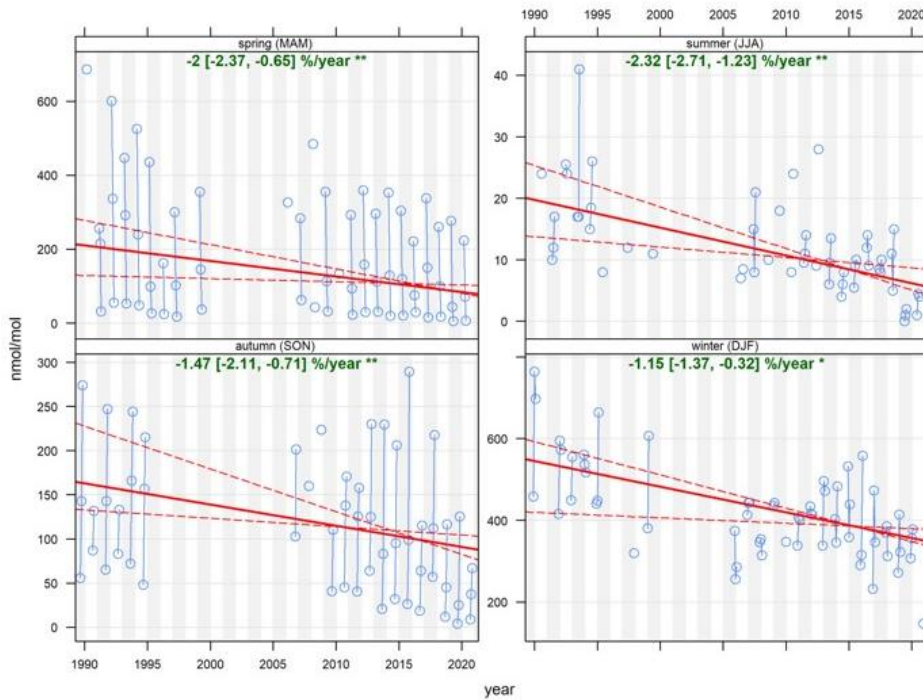 1990 1995 2000 2005 2010 2015 2020
spring (MAM)
-2 [-2.37, -0.65] %/year **
600
400
200
0
summer (JJA)
-2.32 [-2.71, -1.23] %/year **
40
30
20
10
0
nmol/mol
autumn (SON)
-1.47 [-2.11, -0.71] %/year **
300
250
200
150
100
50
0
winter (DJF)
-1.15 [-1.37, -0.32] %/year *
600
400
200
1990 1995 2000 2005 2010 2015 2020
year